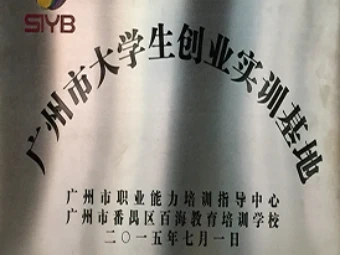 SIYB
广州市大学生创业实训基地
广州市职业能力培训指导中心
广州市番禺区百海教育培训学校
二〇一五年七月一日